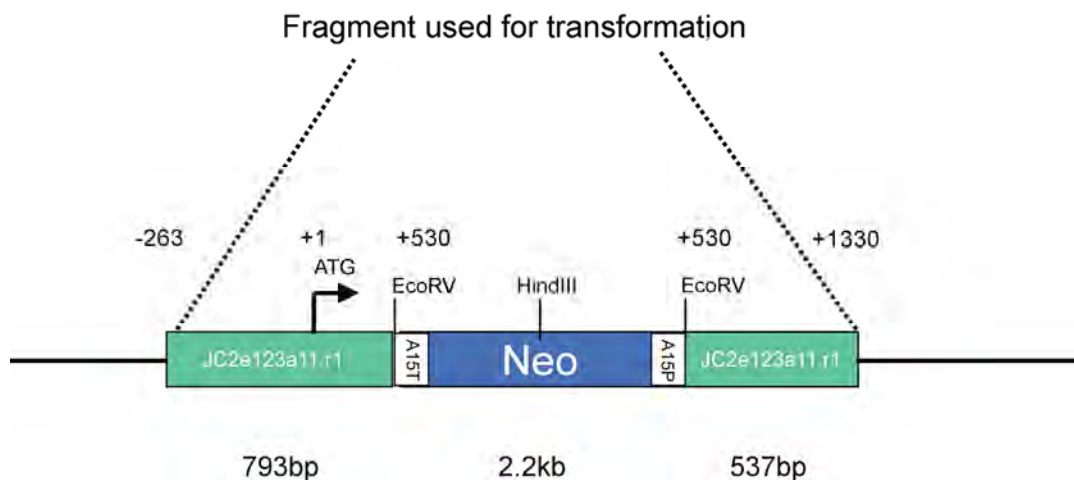 Fragment used for transformation
-263
+1
+530
+530
+1330
ATG
EcoRV
HindIII
EcoRV
JC2e123a11.r1
A15T
Neo
A15P
JC2e123a11.r1
793bp
2.2kb
537bp